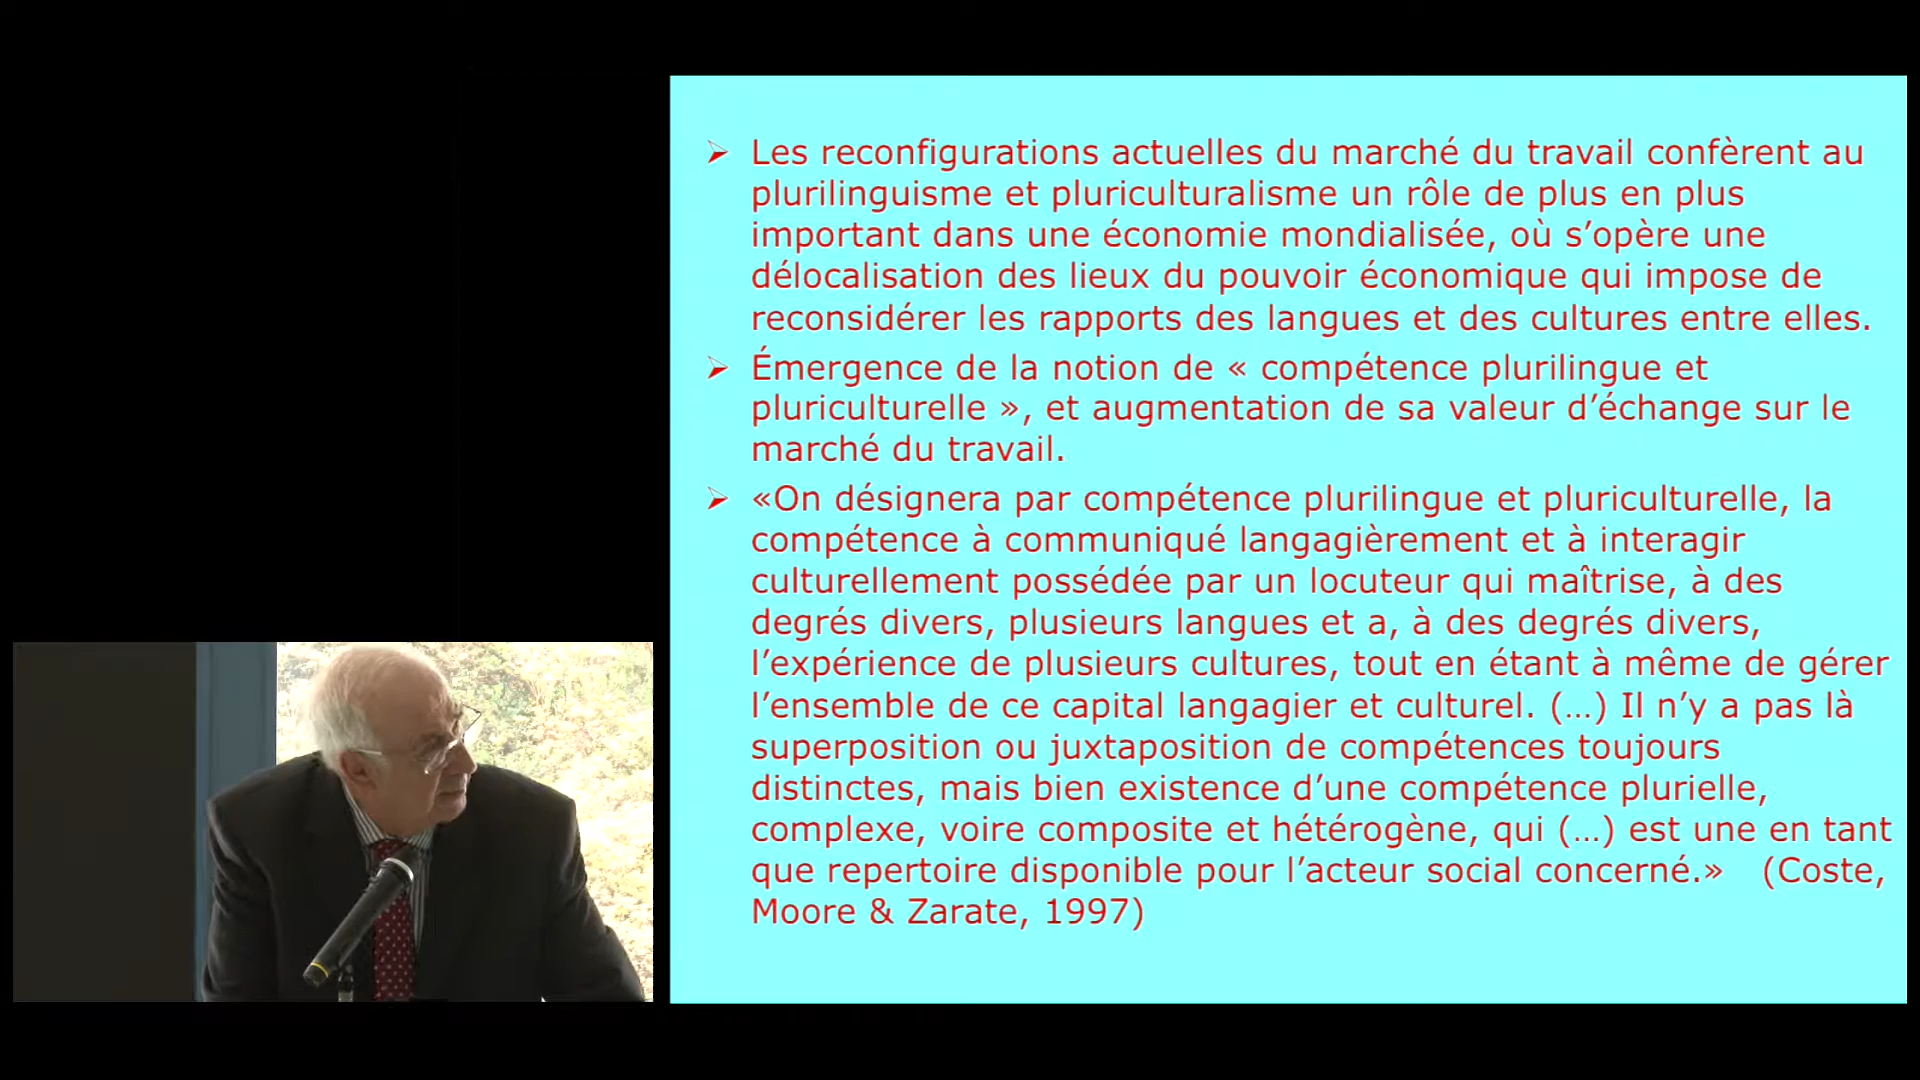 Les reconfigurations actuelles du marché du travail confèrent au
plurilinguisme et pluriculturalisme un rôle de plus en plus
important dans une économie mondialisée, où s’opère une
délocalisation des lieux du pouvoir économique qui impose de
reconsidérer les rapports des langues et des cultures entre elles.
Émergence de la notion de « compétence plurilingue et
pluriculturelle », et augmentation de sa valeur d’échange sur le
marché du travail.
«On désignera par compétence plurilingue et pluriculturelle, la
compétence à communiqué langagièrement et à interagir
culturellement possédée par un locuteur qui maîtrise, à des
degrés divers, plusieurs langues et a, à des degrés divers,
l’expérience de plusieurs cultures, tout en étant à même de gérer
l’ensemble de ce capital langagier et culturel. (…) Il n’y a pas là
superposition ou juxtaposition de compétences toujours
distinctes, mais bien existence d’une compétence plurielle,
complexe, voire composite et hétérogène, qui (…) est une en tant
que repertoire disponible pour l’acteur social concerné.» (Coste,
Moore & Zarate, 1997)